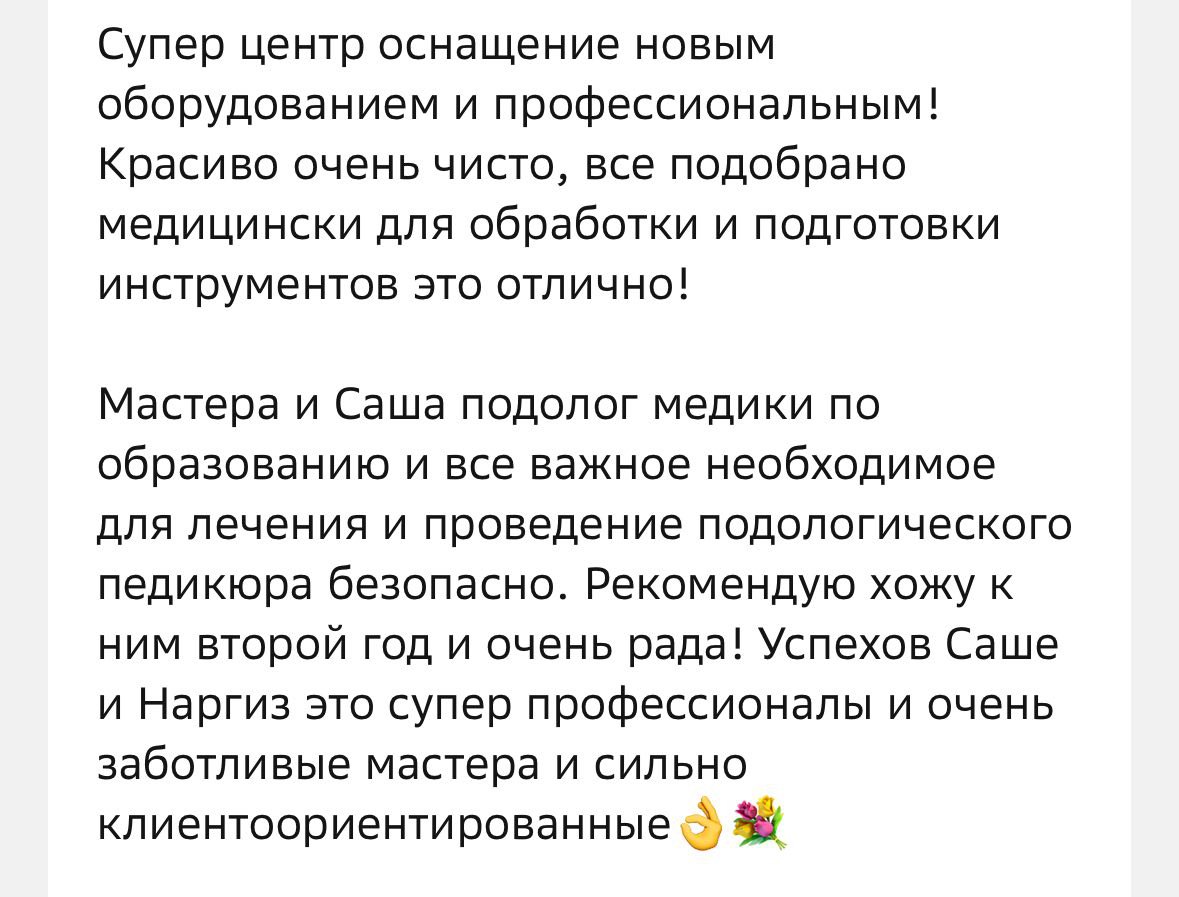 Супер центр оснащение новым
оборудованием и профессиональным!
Красиво очень чисто, все подобрано
медицински для обработки и подготовки
инструментов это отлично!

Мастера и Саша подолог медики по
образованию и все важное необходимое
для лечения и проведение подологического
педикюра безопасно. Рекомендую хожу к
ним второй год и очень рада! Успехов Саше
и Наргиз это супер профессионалы и очень
заботливые мастера и сильно
клиентоориентированные👌💐